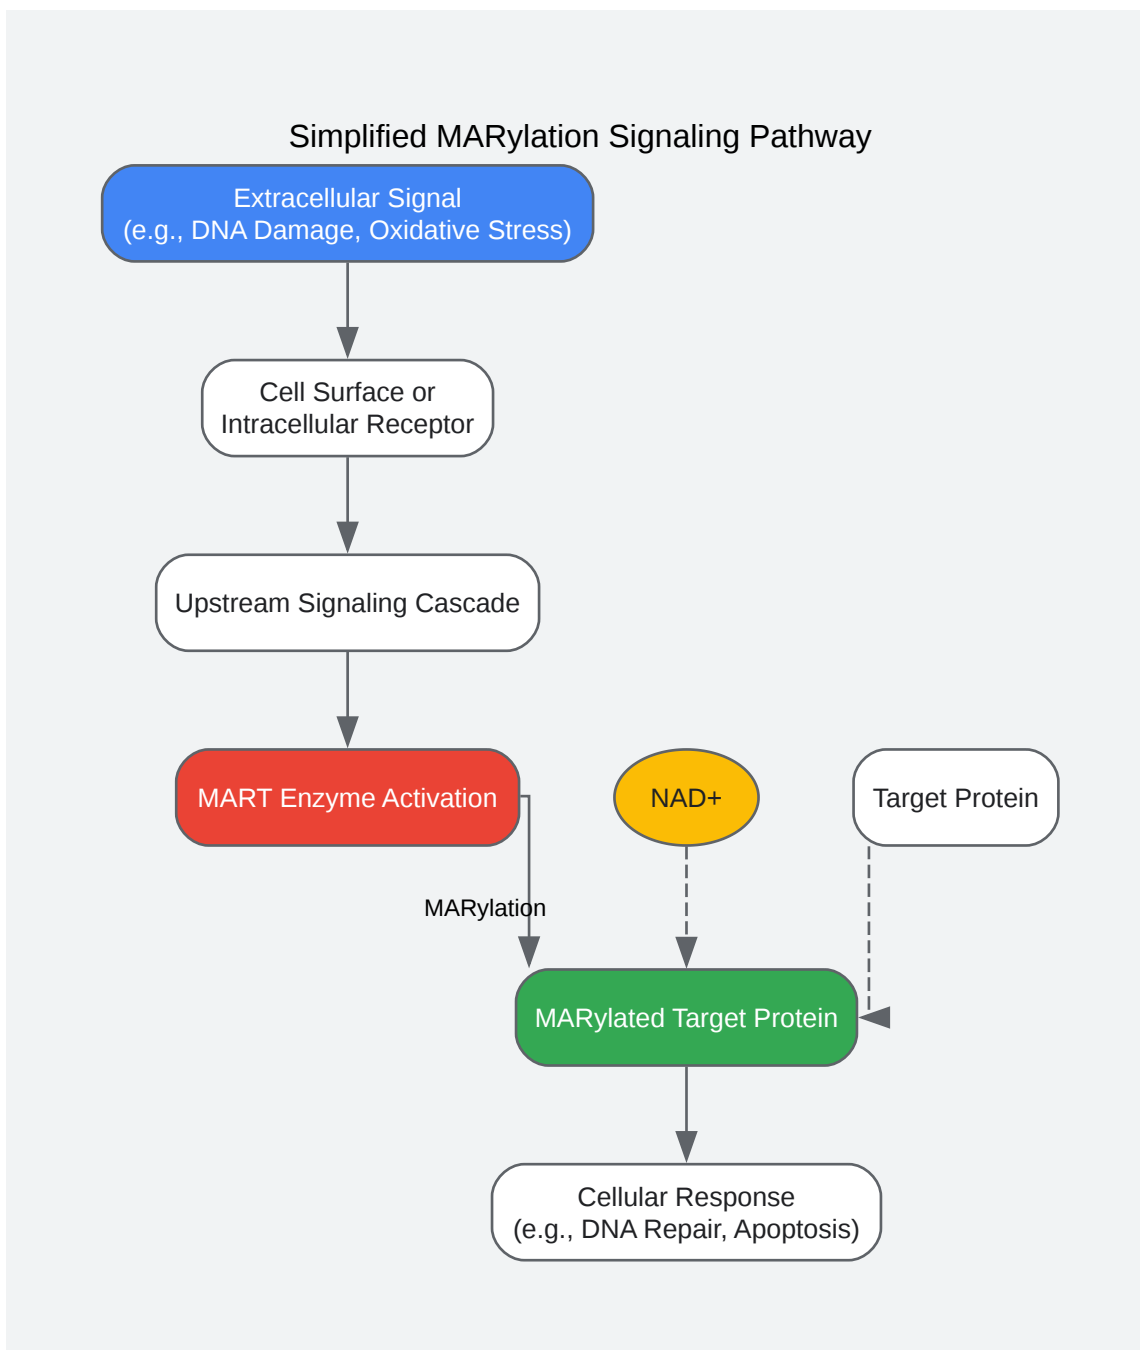 Simplified MARylation Signaling Pathway
Extracellular Signal
(e.g., DNA Damage, Oxidative Stress)
Cell Surface or
Intracellular Receptor
Upstream Signaling Cascade
MART Enzyme Activation
NAD+
Target Protein
MARylation
MARylated Target Protein
Cellular Response
(e.g., DNA Repair, Apoptosis)